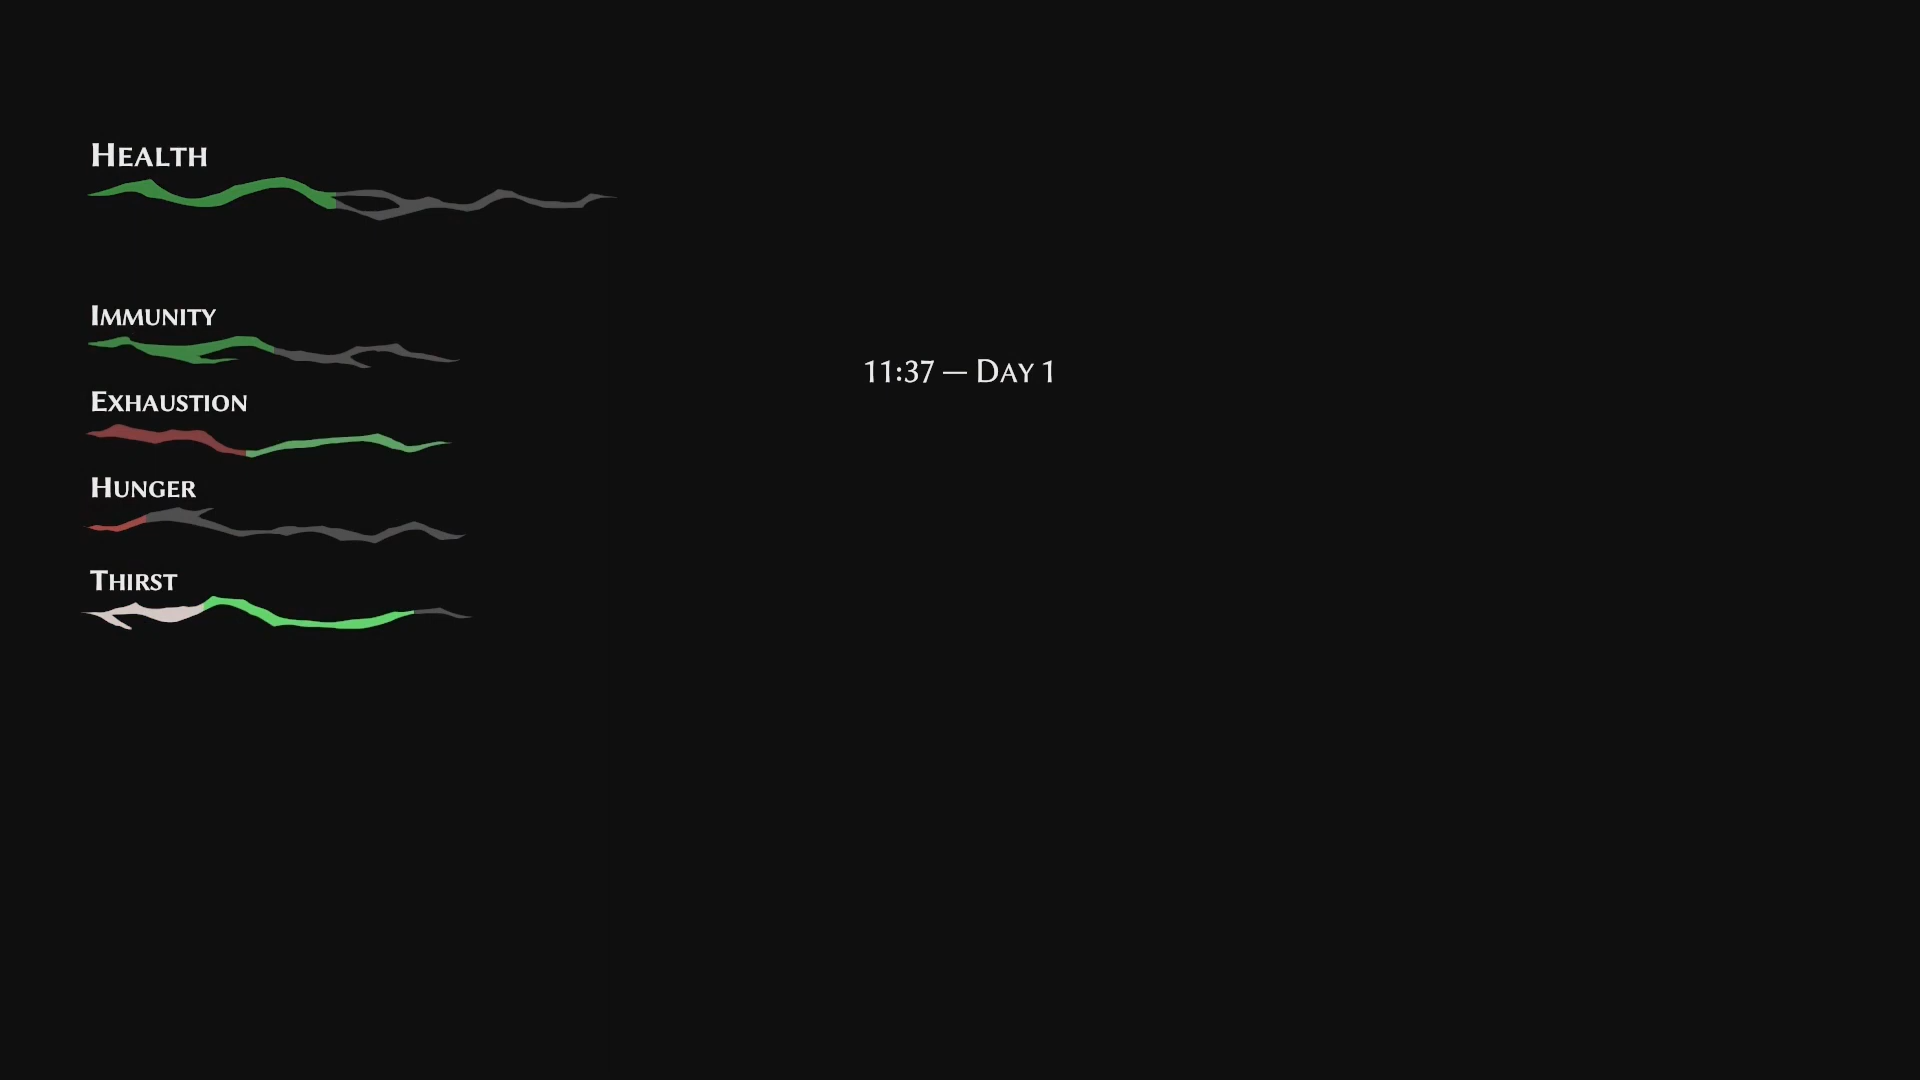 Health
Immunity
11:37 — Day 1
Exhaustion
Hunger
Thirst